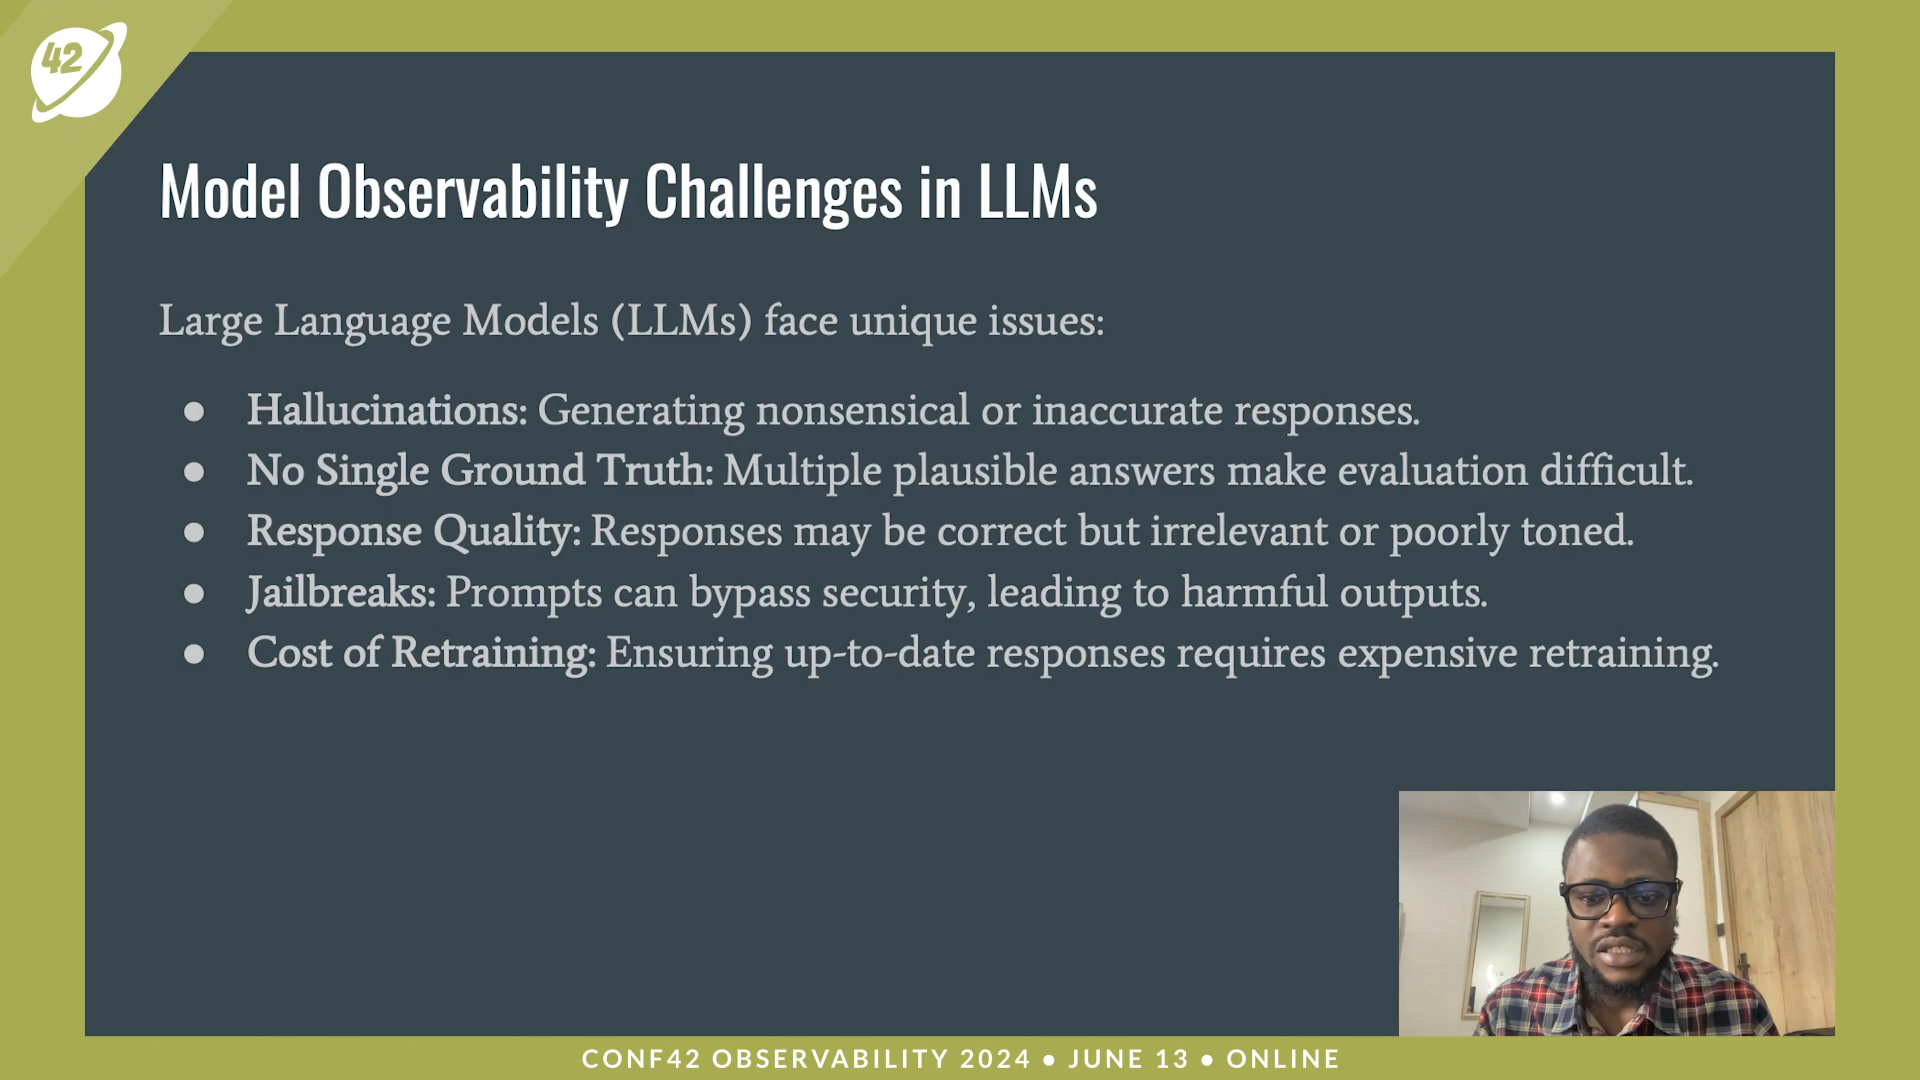 42
Model Observability Challenges in LLMs
Large Language Models (LLMs) face unique issues:
● Hallucinations: Generating nonsensical or inaccurate responses.
● No Single Ground Truth: Multiple plausible answers make evaluation difficult.
● Response Quality: Responses may be correct but irrelevant or poorly toned.
● Jailbreaks: Prompts can bypass security, leading to harmful outputs.
● Cost of Retraining: Ensuring up-to-date responses requires expensive retraining.
CONF42 OBSERVABILITY 2024 ● JUNE 13 ● ONLINE